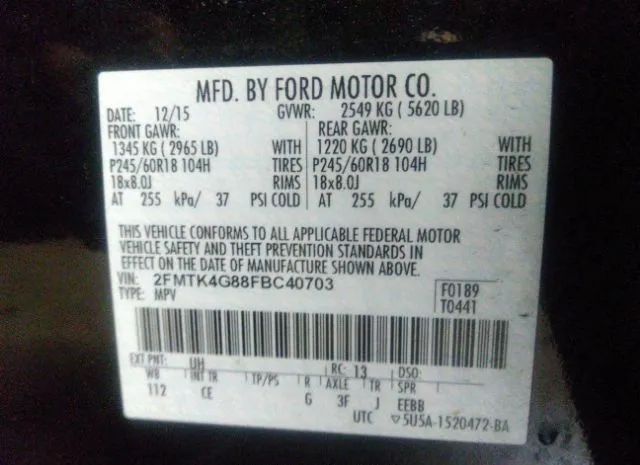 MFD. BY FORD MOTOR CO.
DATE: 12/15 GVWR: 2549 KG ( 5620 LB)
FRONT GAWR: REAR GAWR:
1345 KG ( 2965 LB) WITH 1220 KG ( 2690 LB) WITH
P245/60R18 104H TIRES P245/60R18 104H TIRES
18x8.0J RIMS 18x8.0J RIMS
AT 255 kPa/ 37 PSI COLD AT 255 kPa/ 37 PSI COLD
THIS VEHICLE CONFORMS TO ALL APPLICABLE FEDERAL MOTOR
VEHICLE SAFETY AND THEFT PREVENTION STANDARDS IN
EFFECT ON THE DATE OF MANUFACTURE SHOWN ABOVE.
VIN: 2FMTK4G88FBC40703 F0189
TYPE: MPV T0441
EXT PNT: UH RC: 13 DSO:
WB INT TR TP/PS R AXLE TR SPR
112 CE G 3F J EEBB
UTC ▽5U5A-1520472-BA